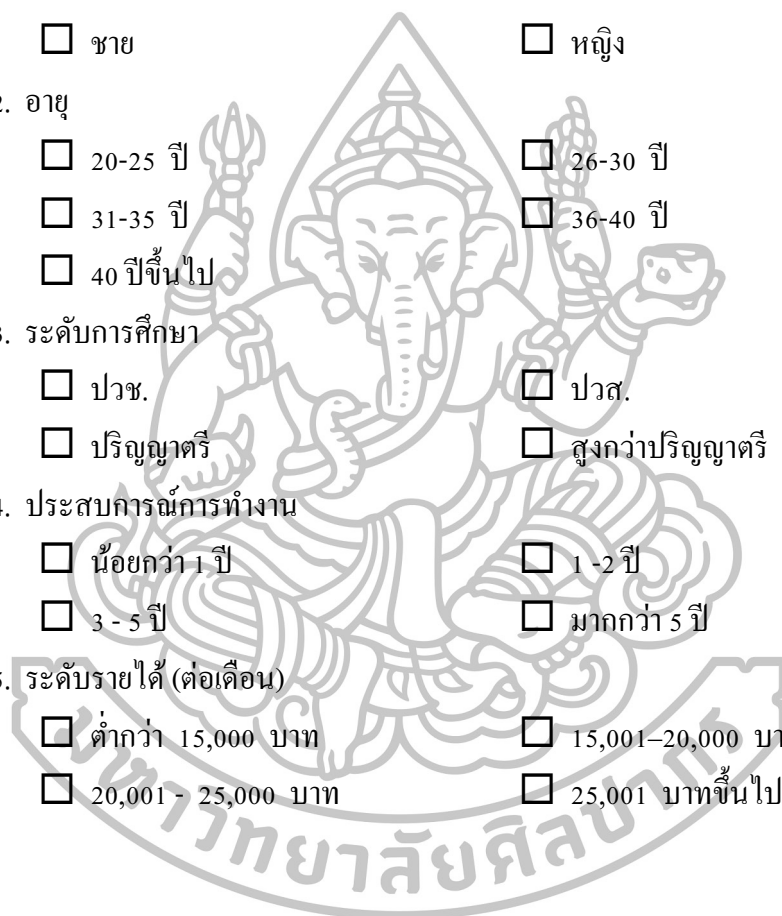 ☐ ชาย ☐ หญิง
2. อายุ
☐ 20-25 ปี ☐ 26-30 ปี
☐ 31-35 ปี ☐ 36-40 ปี
☐ 40 ปีขึ้นไป
3. ระดับการศึกษา
☐ ปวช. ☐ ปวส.
☐ ปริญญาตรี ☐ สูงกว่าปริญญาตรี
4. ประสบการณ์การทำงาน
☐ น้อยกว่า 1 ปี ☐ 1 -2 ปี
☐ 3 - 5 ปี ☐ มากกว่า 5 ปี
5. ระดับรายได้ (ต่อเดือน)
☐ ต่ำกว่า 15,000 บาท ☐ 15,001–20,000 บา
☐ 20,001 - 25,000 บาท ☐ 25,001 บาทขึ้นไป
มหาวิทยาลัยศิลปากร